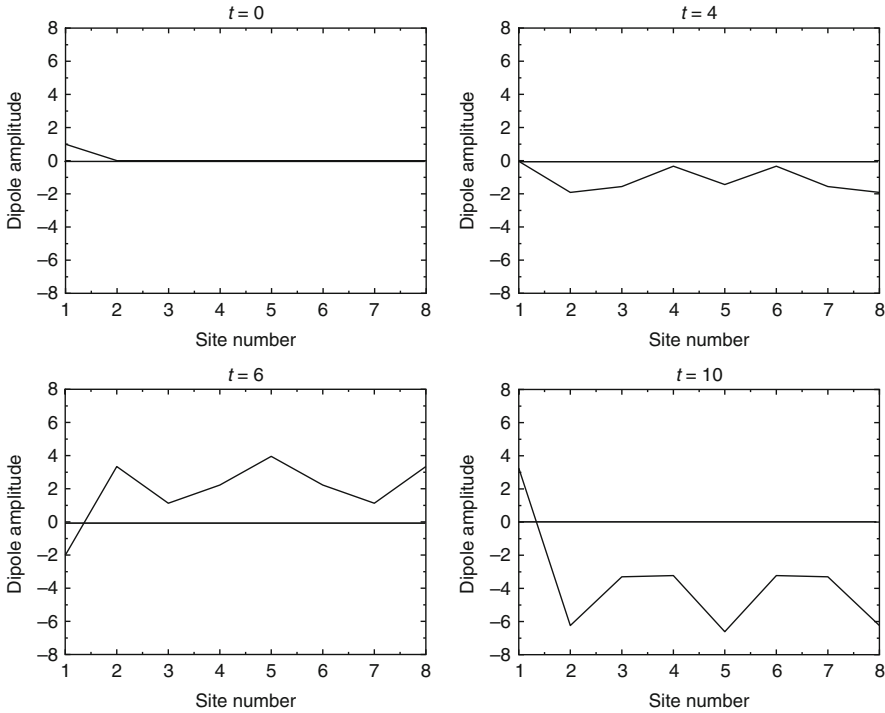 t = 0
8
6
4
2
0
–2
–4
–6
–8
Dipole amplitude
1 2 3 4 5 6 7 8
Site number
t = 4
8
6
4
2
0
–2
–4
–6
–8
Dipole amplitude
1 2 3 4 5 6 7 8
Site number
t = 6
8
6
4
2
0
–2
–4
–6
–8
Dipole amplitude
1 2 3 4 5 6 7 8
Site number
t = 10
8
6
4
2
0
–2
–4
–6
–8
Dipole amplitude
1 2 3 4 5 6 7 8
Site number